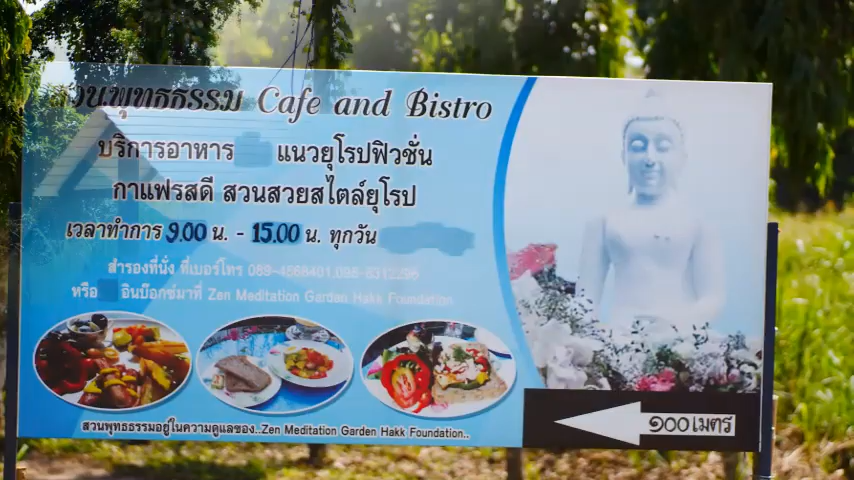 สวนพุทธธรรม Cafe and Bistro
บริการอาหาร แนวยุโรปฟิวชั่น
กาแฟรสดี สวนสวยสไตล์ยุโรป
เวลาทำการ 9.00 น. - 15.00 น. ทุกวัน
สำรองที่นั่ง ที่เบอร์โทร
หรือ อินบ๊อกซ์มาที่ Zen Meditation Garden Hakk Foundation
สวนพุทธธรรมอยู่ในความดูแลของ..Zen Meditation Garden Hakk Foundation..
๑๐๐ เมตร